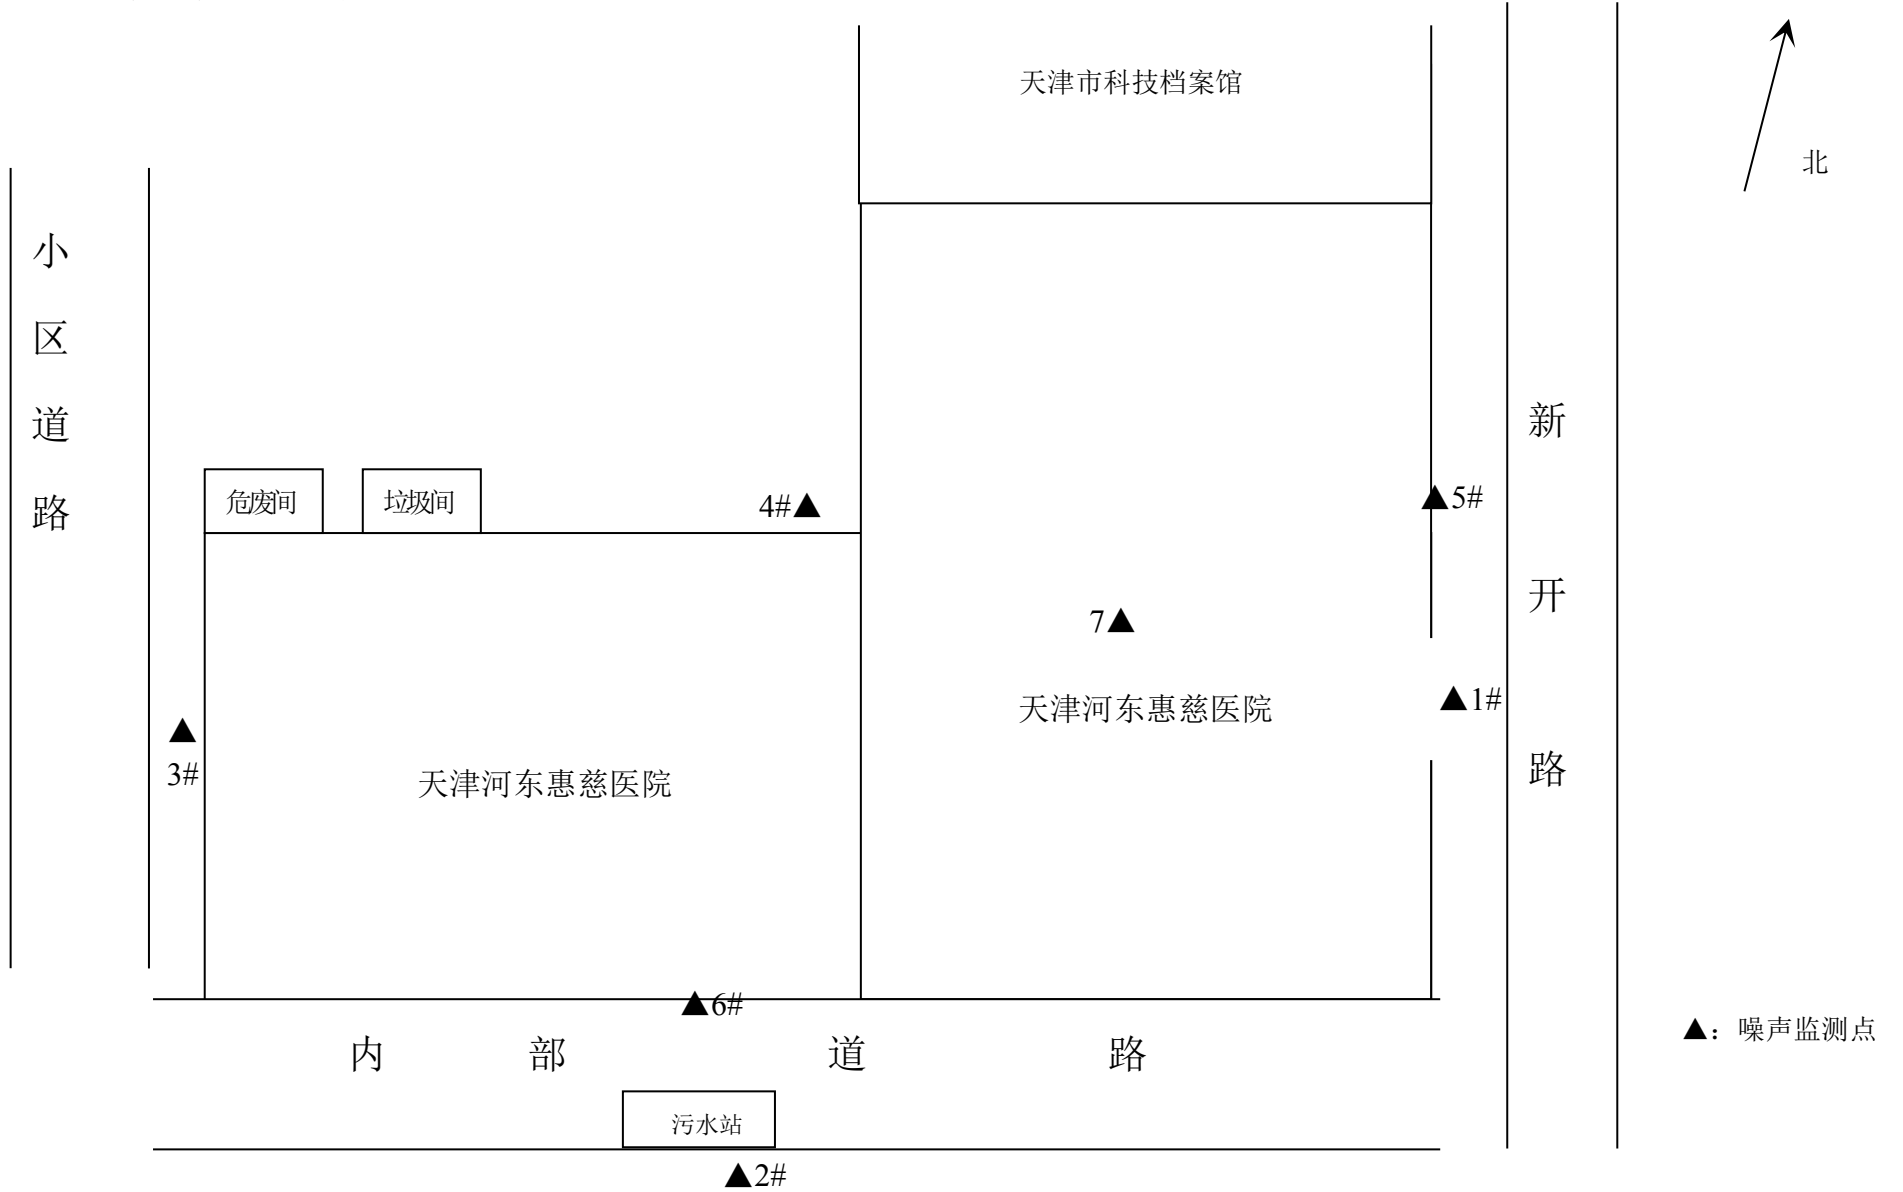 天津市科技档案馆
北
小区道路
新开路
危废间
垃圾间
4#▲
▲5#
7▲
▲1#
天津河东惠慈医院
▲
3#
天津河东惠慈医院
▲6#
内部道路
▲：噪声监测点
污水站
▲2#